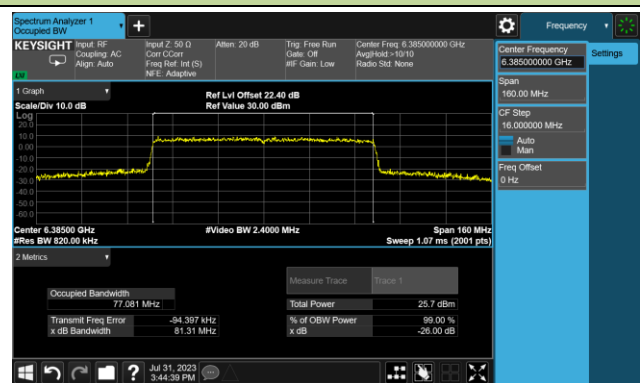 Spectrum Analyzer 1
Occupied BW
Frequency
KEYSIGHT
Input: RF
Coupling: AC
Align: Auto
Input Z: 50 Ω
Corr CCorr
Freq Ref: Int (S)
NFE: Adaptive
Atten: 20 dB
Trig: Free Run
Gate: Off
#IF Gain: Low
Center Freq: 6.385000000 GHz
Avg|Hold:>10/10
Radio Std: None
LXI
Center Frequency
6.385000000 GHz
Settings
Span
160.00 MHz
CF Step
16.000000 MHz
Auto
Man
Freq Offset
0 Hz
1 Graph
Scale/Div 10.0 dB
Ref Lvl Offset 22.40 dB
Ref Value 30.00 dBm
Log
20.0
10.0
0.00
-10.0
-20.0
-30.0
-40.0
-50.0
-60.0
Center 6.38500 GHz
#Res BW 820.00 kHz
#Video BW 2.4000 MHz
Span 160 MHz
Sweep 1.07 ms (2001 pts)
2 Metrics
Measure Trace
Trace 1
Occupied Bandwidth
77.081 MHz
Total Power
25.7 dBm
Transmit Freq Error
-94.397 kHz
% of OBW Power
99.00 %
x dB Bandwidth
81.31 MHz
x dB
-26.00 dB
Jul 31, 2023
3:44:39 PM